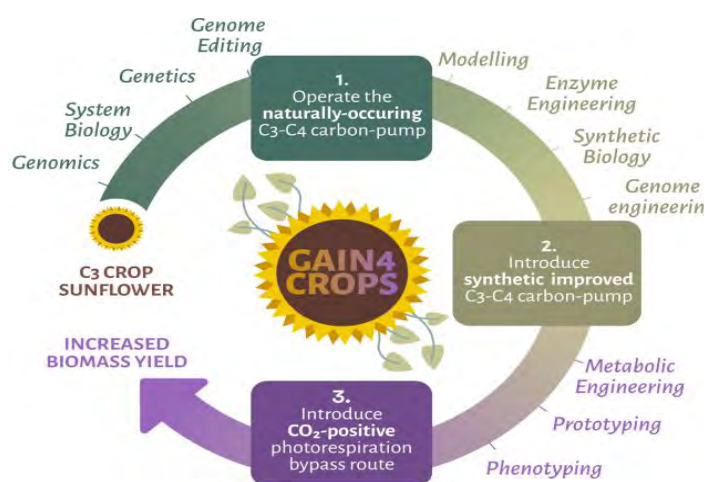 Genome
Editing
Genetics
System
Biology
Genomics
1.
Operate the
naturally-occuring
C3-C4 carbon-pump
Modelling
Enzyme
Engineering
Synthetic
Biology
Genome
engineerin
C3 CROP
SUNFLOWER
GAIN4
CROPS
2.
Introduce
synthetic improved
C3-C4 carbon-pump
INCREASED
BIOMASS YIELD
3.
Introduce
CO₂-positive
photorespiration
bypass route
Metabolic
Engineering
Prototyping
Phenotyping